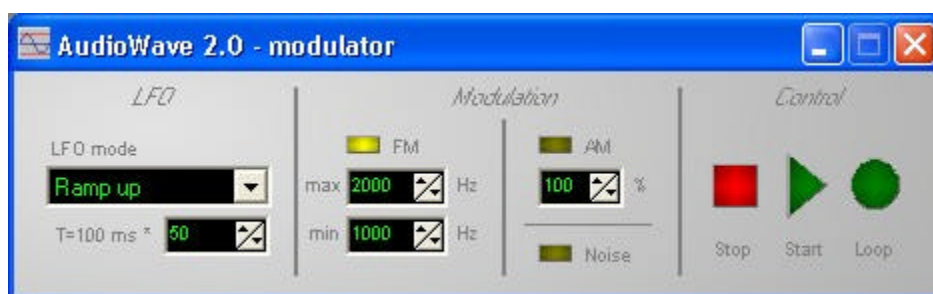 AudioWave 2.0 - modulator
LFO
LFO mode
Ramp up
T=100 ms * 50
Modulation
FM
max 2000 Hz
min 1000 Hz
AM
100 %
Noise
Control
Stop Start Loop